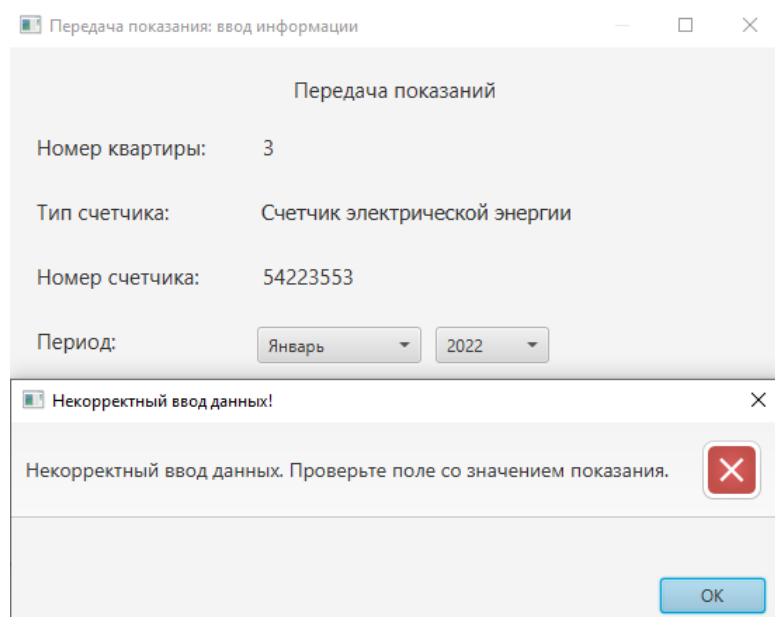 Передача показания: ввод информации
Передача показаний
Номер квартиры: 3
Тип счетчика: Счетчик электрической энергии
Номер счетчика: 54223553
Период: Январь 2022
Некорректный ввод данных!
Некорректный ввод данных. Проверьте поле со значением показания.
ОК